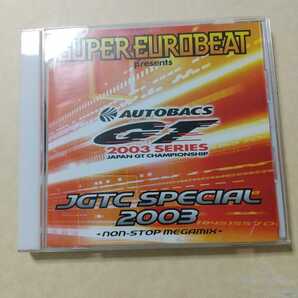 SUPER EUROBEAT
presents
AUTOBACS
GT
2003 SERIES
JAPAN GT CHAMPIONSHIP
JGTC SPECIAL
2003
-NON-STOP MEGAMIX-